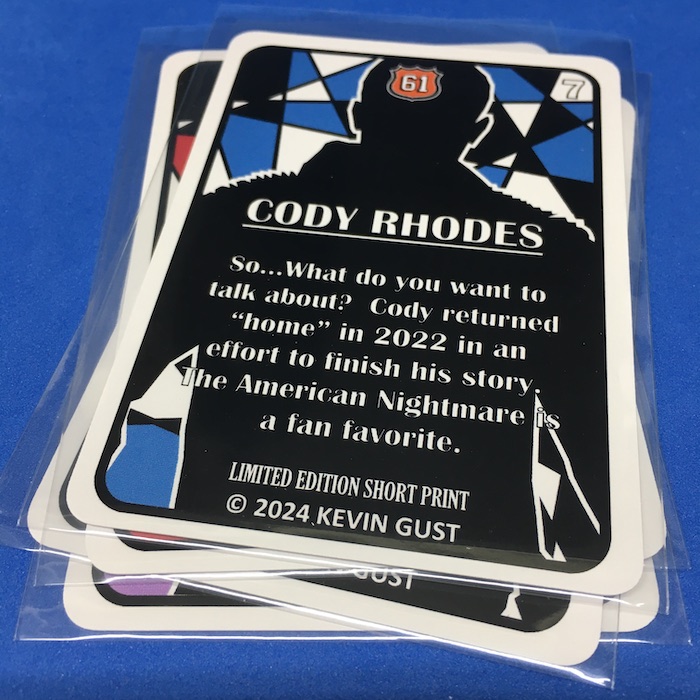 61
7
CODY RHODES
So...What do you want to
talk about? Cody returned
“home” in 2022 in an
effort to finish his story.
The American Nightmare is
a fan favorite.
LIMITED EDITION SHORT PRINT
© 2024 KEVIN GUST
GUST